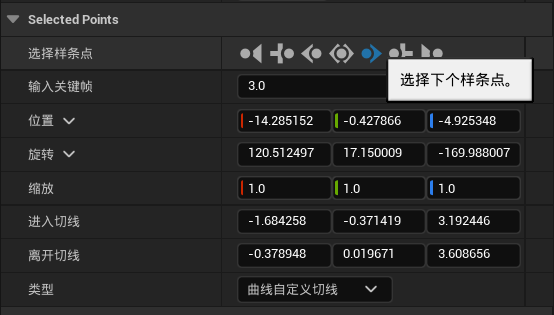 Selected Points
选择样条点
选择下个样条点。
输入关键帧 3.0
位置 -14.285152 -0.427866 -4.925348
旋转 120.512497 17.150009 -169.988007
缩放 1.0 1.0 1.0
进入切线 -1.684258 -0.371419 3.192446
离开切线 -0.378948 0.019671 3.608656
类型 曲线自定义切线